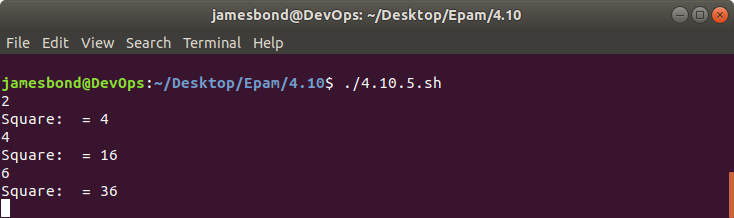 jamesbond@DevOps: ~/Desktop/Epam/4.10
File Edit View Search Terminal Help
jamesbond@DevOps:~/Desktop/Epam/4.10$ ./4.10.5.sh
2
Square:  = 4
4
Square:  = 16
6
Square:  = 36